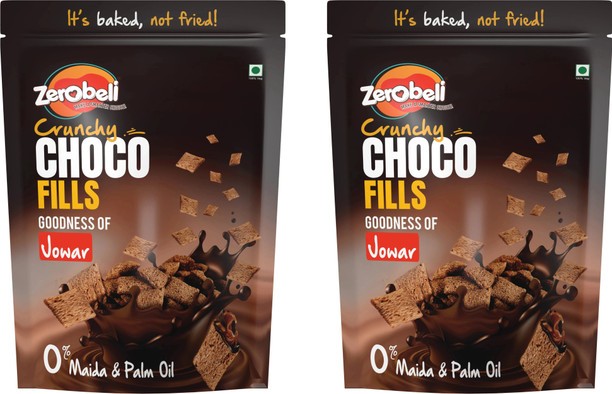 It's baked, not fried!
ZeroBeli
Crunchy
CHOCO
FILLS
GOODNESS OF
Jowar
0% Maida & Palm Oil
It's baked, not fried!
ZeroBeli
Crunchy
CHOCO
FILLS
GOODNESS OF
Jowar
0% Maida & Palm Oil